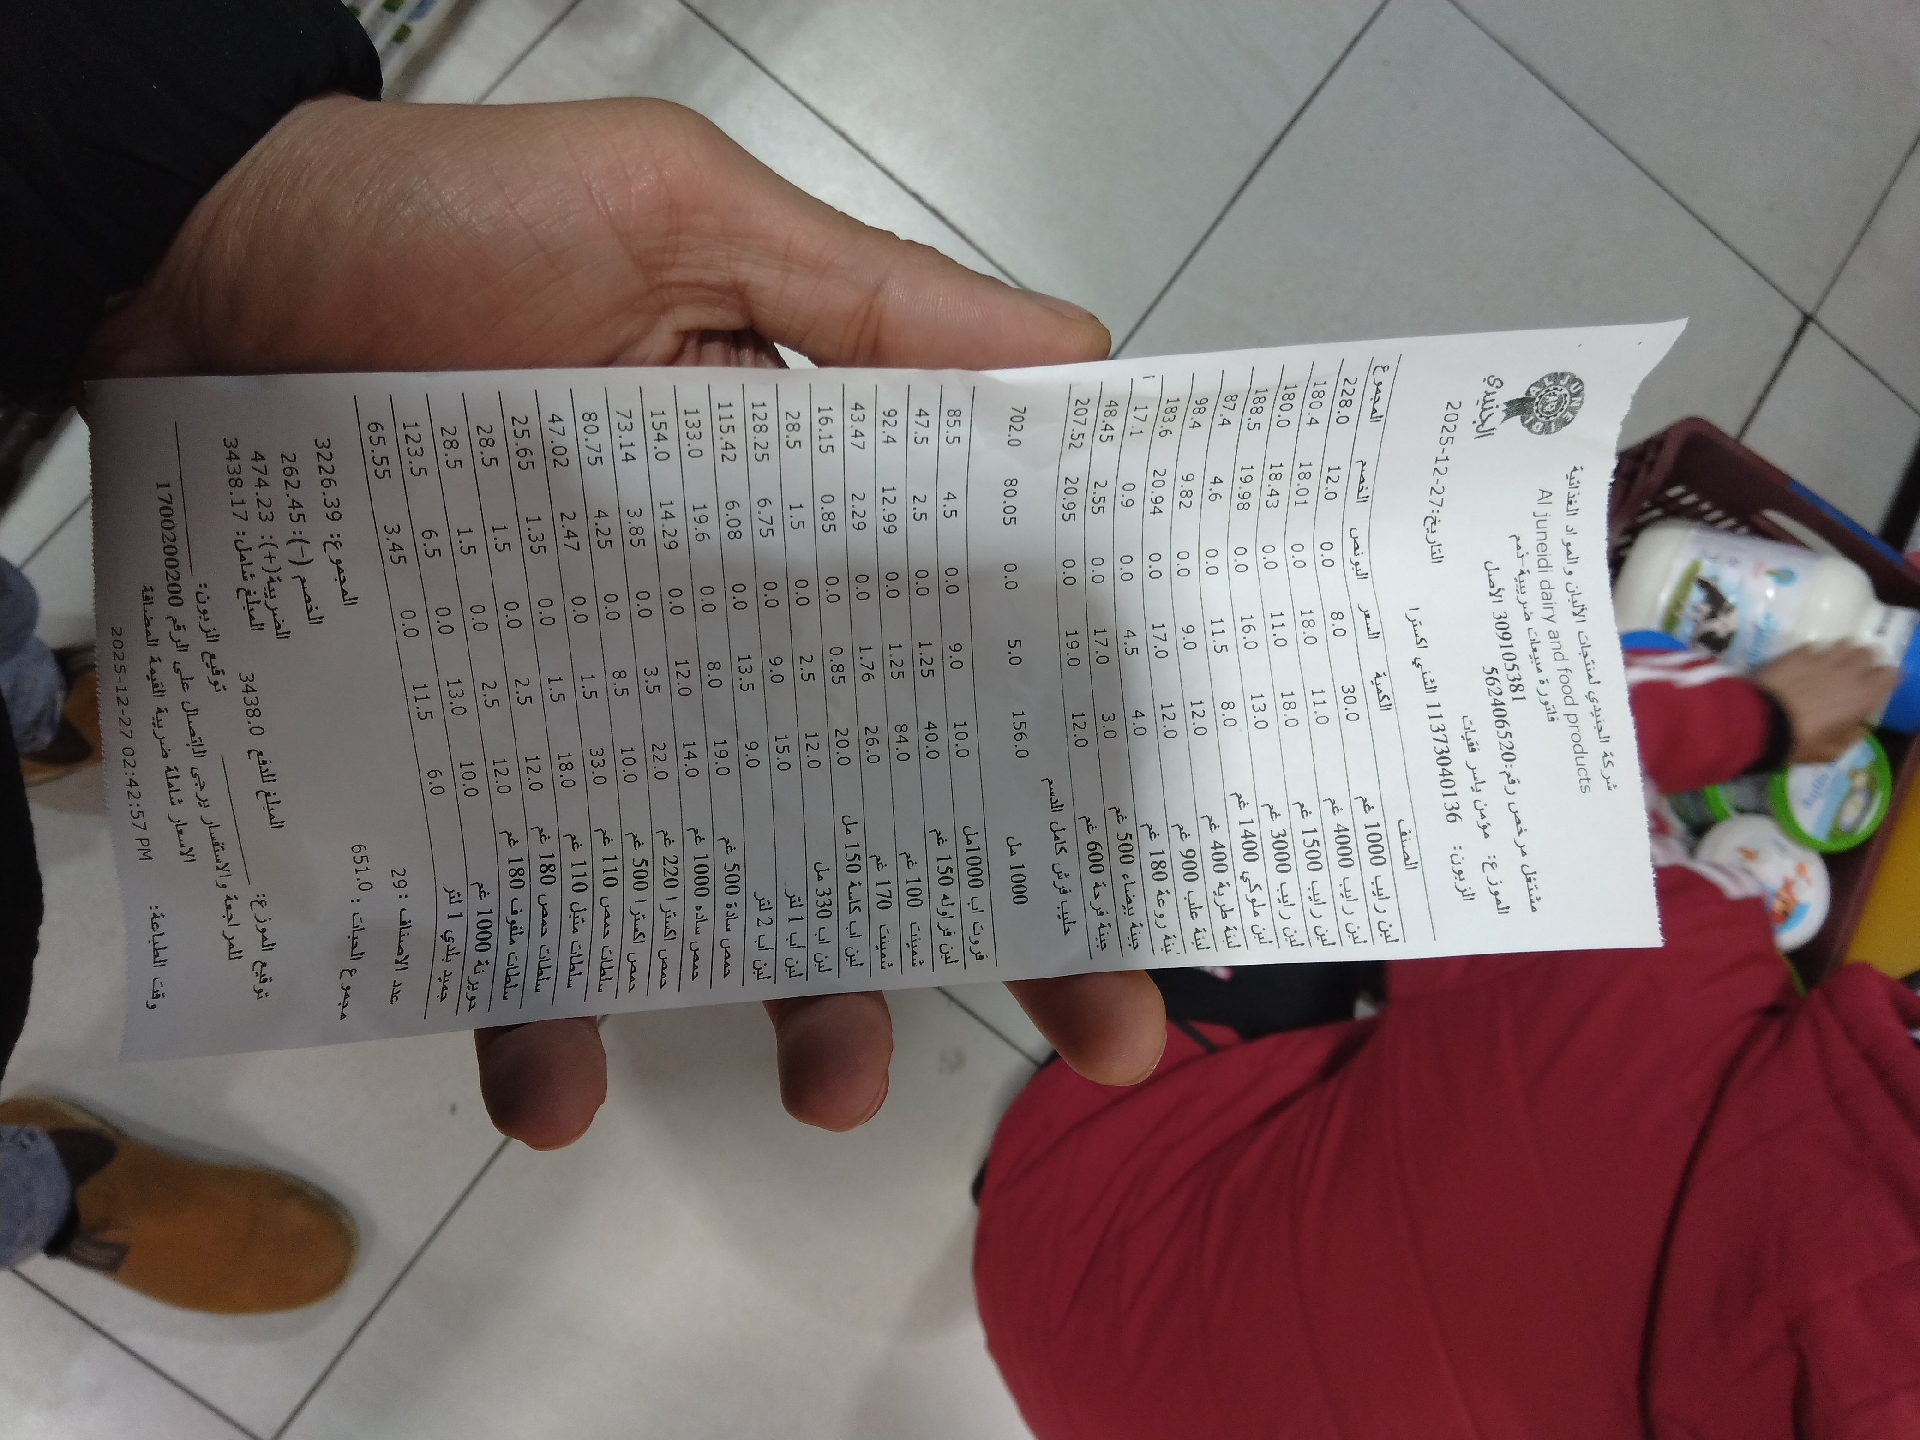 الجنيدي
شركة الجنيدي لمنتجات الألبان والمواد الغذائية
Al juneidi dairy and food products
فاتورة مبيعات ضريبية-ذمم
مشتغل مرخص رقم:562406520 309105381 الأصل
الموزع: مؤمن ياسر فقيات
التاريخ:27-12-2025
الزبون: 11373040136 الثني اكسترا
الصنف الكمية السعر البونص الخصم المجموع
لبن رايب 1000 غم 30.0 8.0 0.0 12.0 228.0
لبن رايب 4000 غم 11.0 18.0 0.0 18.01 180.4
لبن رايب 1500 غم 18.0 11.0 0.0 18.43 180.0
لبن رايب 3000 غم 13.0 16.0 0.0 19.98 188.5
لبن ملوكي 1400 غم 8.0 11.5 0.0 4.6 87.4
لبنة طرية 400 غم 12.0 9.0 0.0 9.82 98.4
لبنة علب 900 غم 12.0 17.0 0.0 20.94 183.6
لبنة روعة 180 غم 4.0 4.5 0.0 0.9 17.1
جبنة بيضاء 500 غم 3.0 17.0 0.0 2.55 48.45
جبنة فرحة 600 غم 12.0 19.0 0.0 20.95 207.52
حليب فرش كامل الدسم
1000 مل 156.0 5.0 0.0 80.05 702.0
فروت اب 1000مل 10.0 9.0 0.0 4.5 85.5
لبن فراوله 150 غم 40.0 1.25 0.0 2.5 47.5
شمينت 100 غم 84.0 1.25 0.0 12.99 92.4
شمينت 170 غم 26.0 1.76 0.0 2.29 43.47
لبن اب كاسة 150 مل 20.0 0.85 0.0 0.85 16.15
لبن اب 330 مل 12.0 2.5 0.0 1.5 28.5
لبن اب 1 لتر 15.0 9.0 0.0 6.75 128.25
لبن اب 2 لتر 9.0 13.5 0.0 6.08 115.42
حمص سادة 500 غم 19.0 8.0 0.0 19.6 133.0
حمص ساده 1000 غم 14.0 12.0 0.0 14.29 154.0
حمص اكسترا 220 غم 22.0 3.5 0.0 3.85 73.14
حمص اكسترا 500 غم 10.0 8.5 0.0 4.25 80.75
سلطات حمص 110 غم 33.0 1.5 0.0 2.47 47.02
سلطات متبل 110 غم 18.0 1.5 0.0 1.35 25.65
سلطات حمص 180 غم 12.0 2.5 0.0 1.5 28.5
سلطات ملفوف 180 غم 12.0 2.5 0.0 1.5 28.5
حويرنة 1000 غم 10.0 13.0 0.0 6.5 123.5
جميد بلدي 1 لتر 6.0 11.5 0.0 3.45 65.55
عدد الاصناف : 29
مجموع الحبات : 651.0
المجموع: 3226.39
الخصم (-): 262.45
الضريبة(+): 474.23
المبلغ شامل: 3438.17
المبلغ للدفع 3438.0
توقيع الموزع: توقيع الزبون:
للمراجعة والاستفسار يرجى الاتصال على الرقم 1700200200
الاسعار شاملة ضريبة القيمة المضافة
وقت الطباعة: 2025-12-27 02:42:57 PM